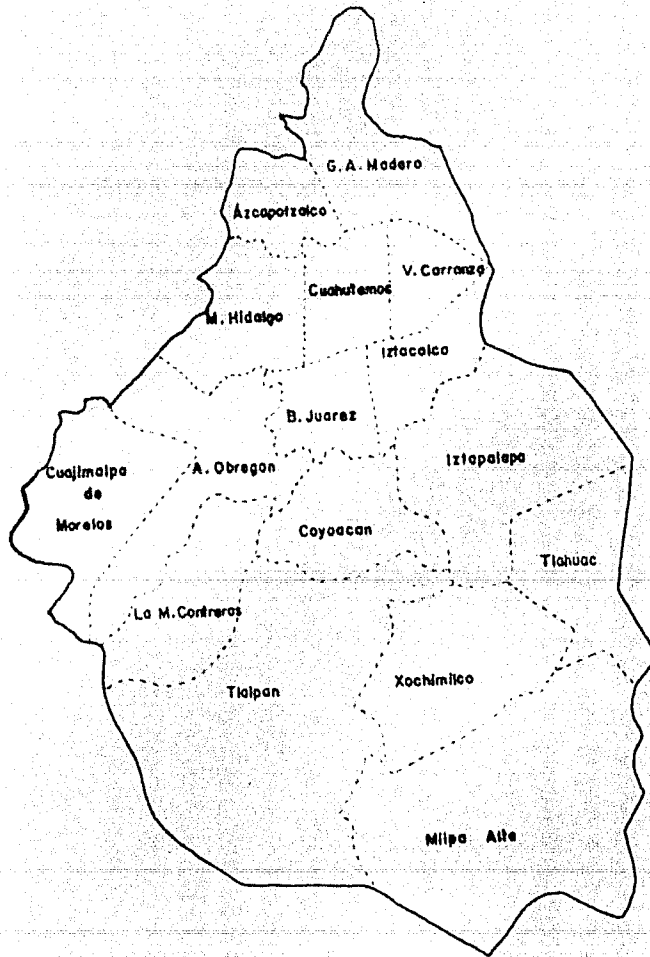 G. A. Madero
Azcapotzalco
V. Carranza
Cuahutemoc
M. Hidalgo
Iztacalco
B. Juarez
Iztapalapa
A. Obregon
Cuajimalpa
de
Morelos
Coyoacan
Tlahuac
La M. Contreras
Tlalpan
Xochimilco
Milpa Alta